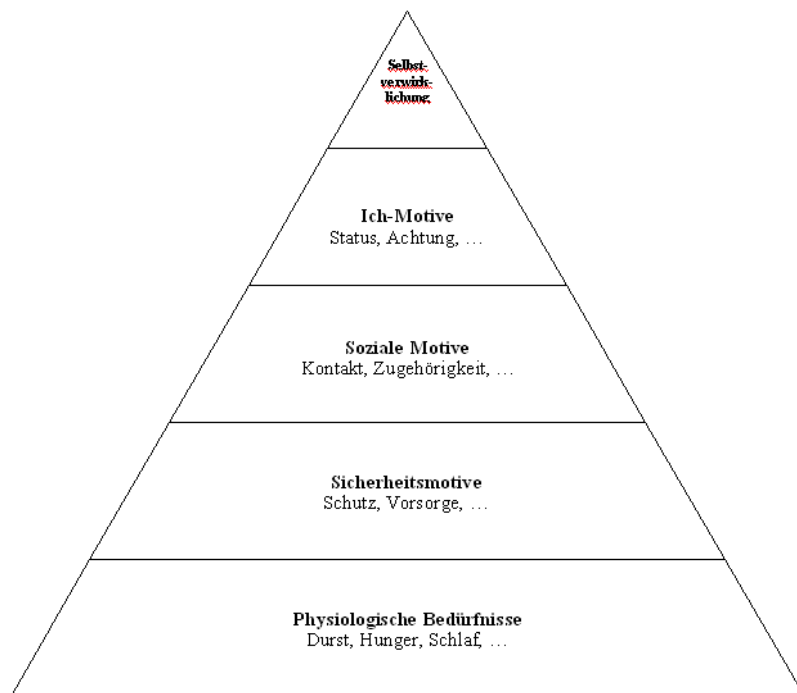 Selbst-
verwirk-
lichung
Ich-Motive
Status, Achtung, …
Soziale Motive
Kontakt, Zugehörigkeit, …
Sicherheitsmotive
Schutz, Vorsorge, …
Physiologische Bedürfnisse
Durst, Hunger, Schlaf, …